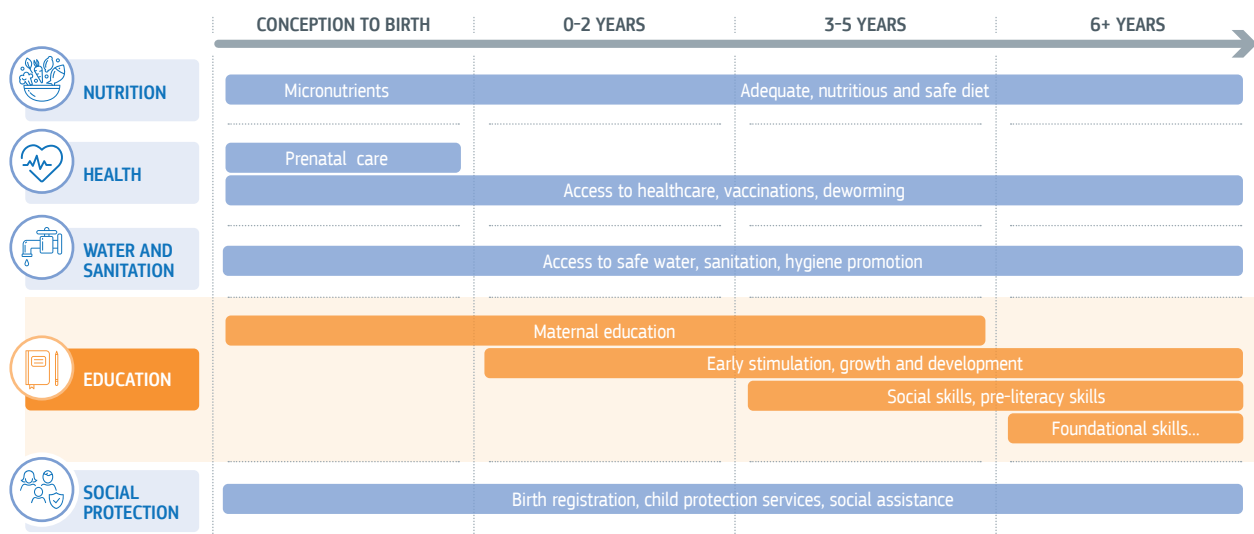 CONCEPTION TO BIRTH
0-2 YEARS
3-5 YEARS
6+ YEARS
NUTRITION
Micronutrients
Adequate, nutritious and safe diet
HEALTH
Prenatal care
Access to healthcare, vaccinations, deworming
WATER AND
SANITATION
Access to safe water, sanitation, hygiene promotion
EDUCATION
Maternal education
Early stimulation, growth and development
Social skills, pre-literacy skills
Foundational skills...
SOCIAL
PROTECTION
Birth registration, child protection services, social assistance